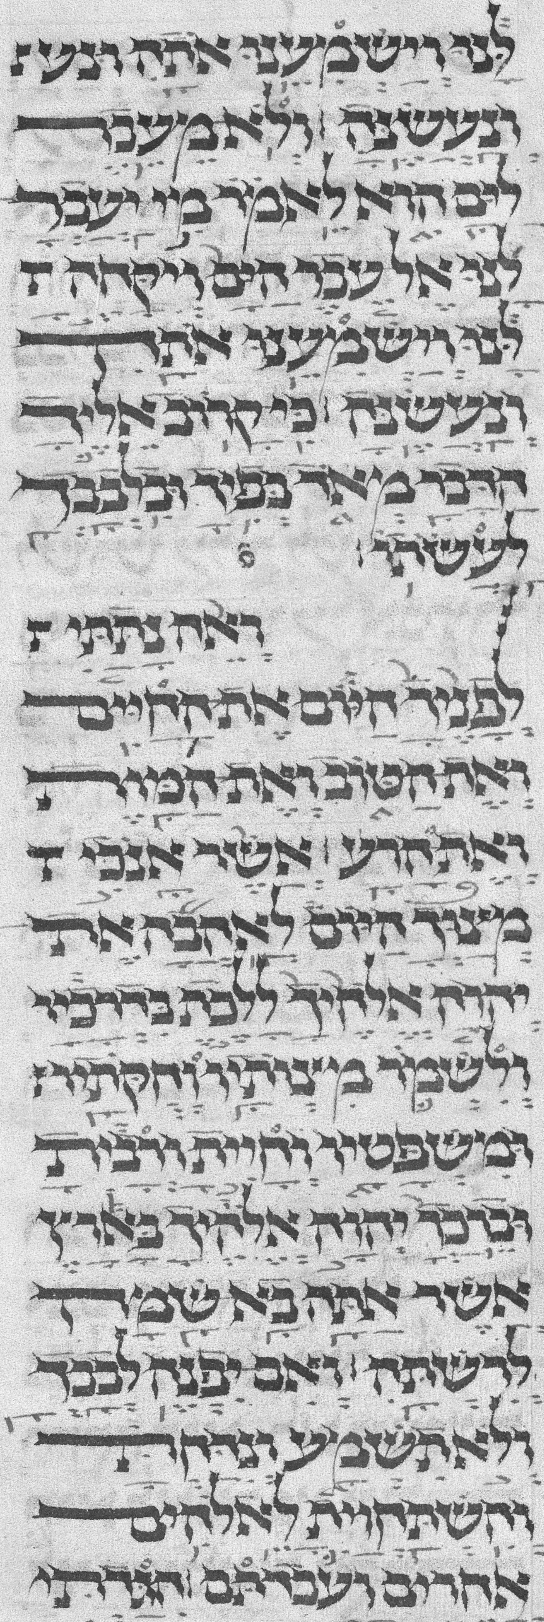 לנו וישמענו אתה ונע
ונעשנה ולא מעבר
לים הוא לאמר מי יעבר
לנו אל עבר הים ויקחה
לנו וישמענו אתה
ונעשנה כי קרוב אליך
הדבר מאד בפיך ובלבבך
לעשתו ס
ראה נתתי
לפניך היום את החיים
ואת הטוב ואת המות
ואת הרע אשר אנכי
מצוך היום לאהבה את
יהוה אלהיך ללכת בדרכיו
ולשמר מצותיו וחקתיו
ומשפטיו וחיית ורבית
וברכך יהוה אלהיך בארץ
אשר אתה בא שמה
לרשתה ואם יפנה לבבך
ולא תשמע ונדחת
והשתחוית לאלהים
אחרים ועבדתם הגדתי